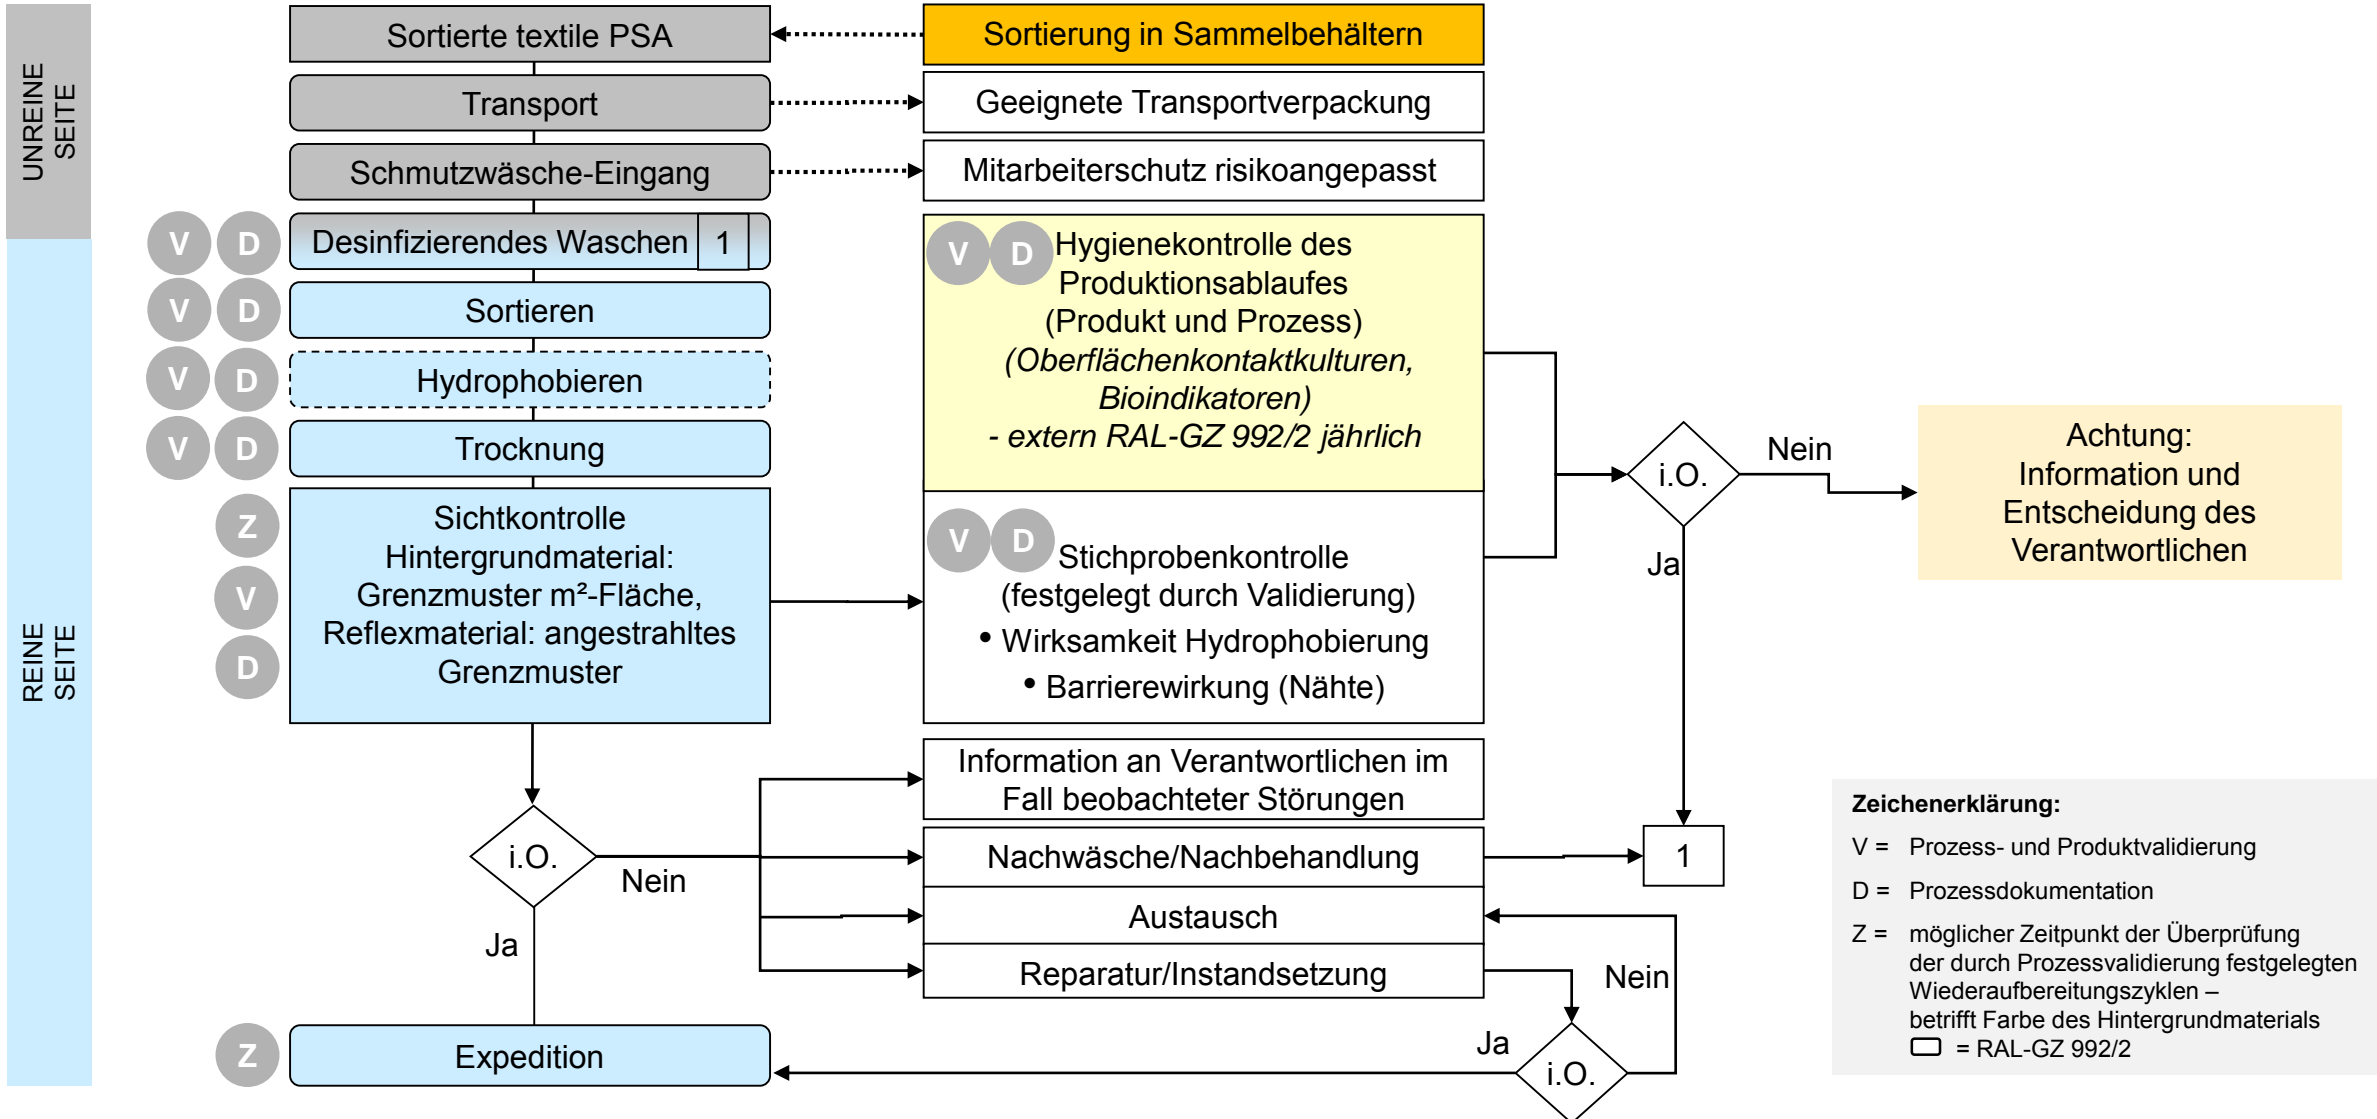 UNREINE
SEITE
REINE
SEITE
Sortierte textile PSA
Sortierung in Sammelbehältern
Transport
Geeignete Transportverpackung
Schmutzwäsche-Eingang
Mitarbeiterschutz risikoangepasst
V D
Desinfizierendes Waschen 1
V D
Sortieren
V D
Hydrophobieren
V D
Trocknung
Z
V
D
Sichtkontrolle
Hintergrundmaterial:
Grenzmuster m²-Fläche,
Reflexmaterial: angestrahltes
Grenzmuster
V D
Hygienekontrolle des
Produktionsablaufes
(Produkt und Prozess)
(Oberflächenkontaktkulturen,
Bioindikatoren)
- extern RAL-GZ 992/2 jährlich
V D
Stichprobenkontrolle
(festgelegt durch Validierung)
• Wirksamkeit Hydrophobierung
• Barrierewirkung (Nähte)
i.O.
Nein
Ja
Achtung:
Information und
Entscheidung des
Verantwortlichen
Information an Verantwortlichen im
Fall beobachteter Störungen
i.O.
Nein
Ja
Nachwäsche/Nachbehandlung
1
Austausch
Reparatur/Instandsetzung
Nein
Ja
i.O.
Z
Expedition
Zeichenerklärung:
V = Prozess- und Produktvalidierung
D = Prozessdokumentation
Z = möglicher Zeitpunkt der Überprüfung
der durch Prozessvalidierung festgelegten
Wiederaufbereitungszyklen –
betrifft Farbe des Hintergrundmaterials
= RAL-GZ 992/2